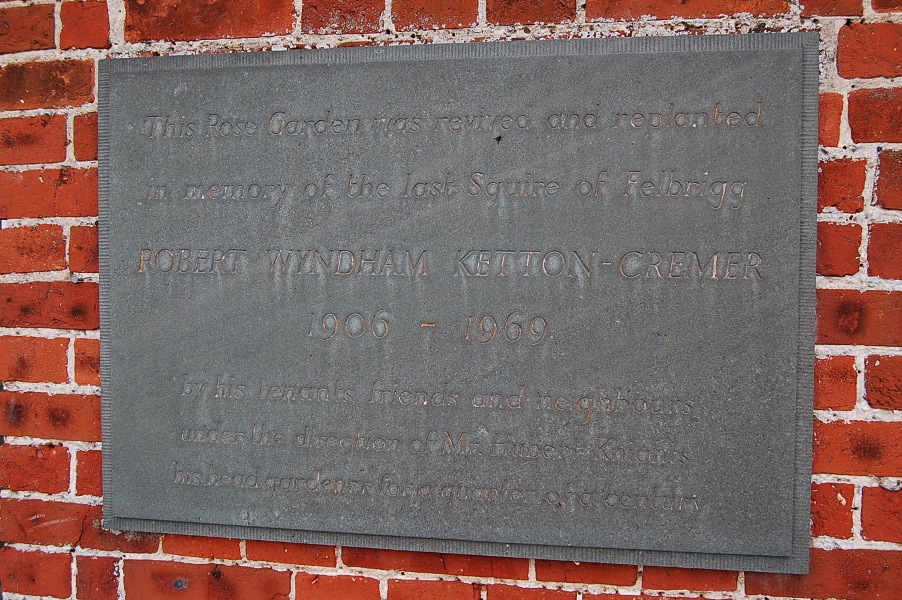 This Rose Garden was revived and replanted
in memory of the last Squire of Felbrigg
ROBERT WYNDHAM KETTON-CREMER
1906 - 1969
by his tenants, friends and neighbours
under the direction of Mr. Hubert Knights
his head gardener for a quarter of a century